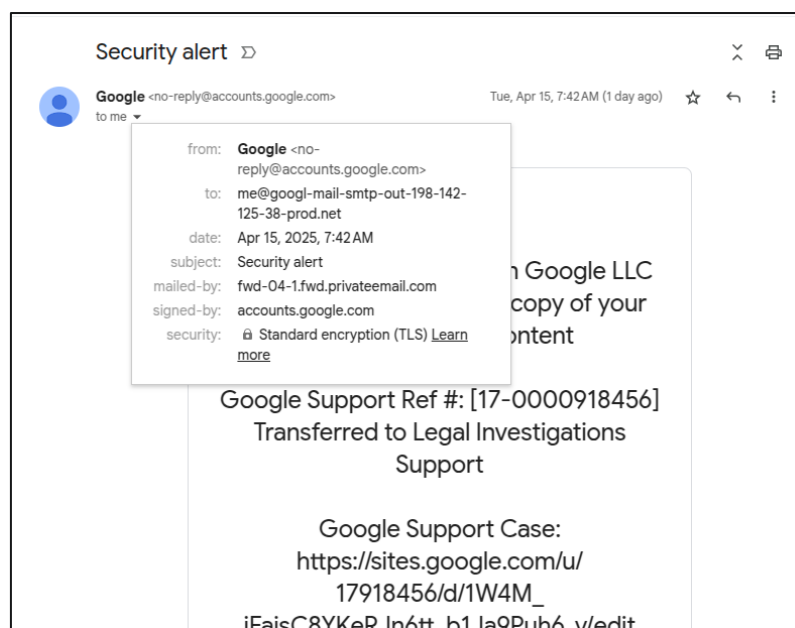 Security alert
Google <no-reply@accounts.google.com>
Tue, Apr 15, 7:42 AM (1 day ago)
to me
from: Google <no-
reply@accounts.google.com>
to: me@googl-mail-smtp-out-198-142-
125-38-prod.net
date: Apr 15, 2025, 7:42 AM
subject: Security alert
mailed-by: fwd-04-1.fwd.privateemail.com
signed-by: accounts.google.com
security: Standard encryption (TLS) Learn
more
Google LLC
copy of your
Google Support Ref #: [17-0000918456]
Transferred to Legal Investigations
Support
Google Support Case:
https://sites.google.com/u/
17918456/d/1W4M_